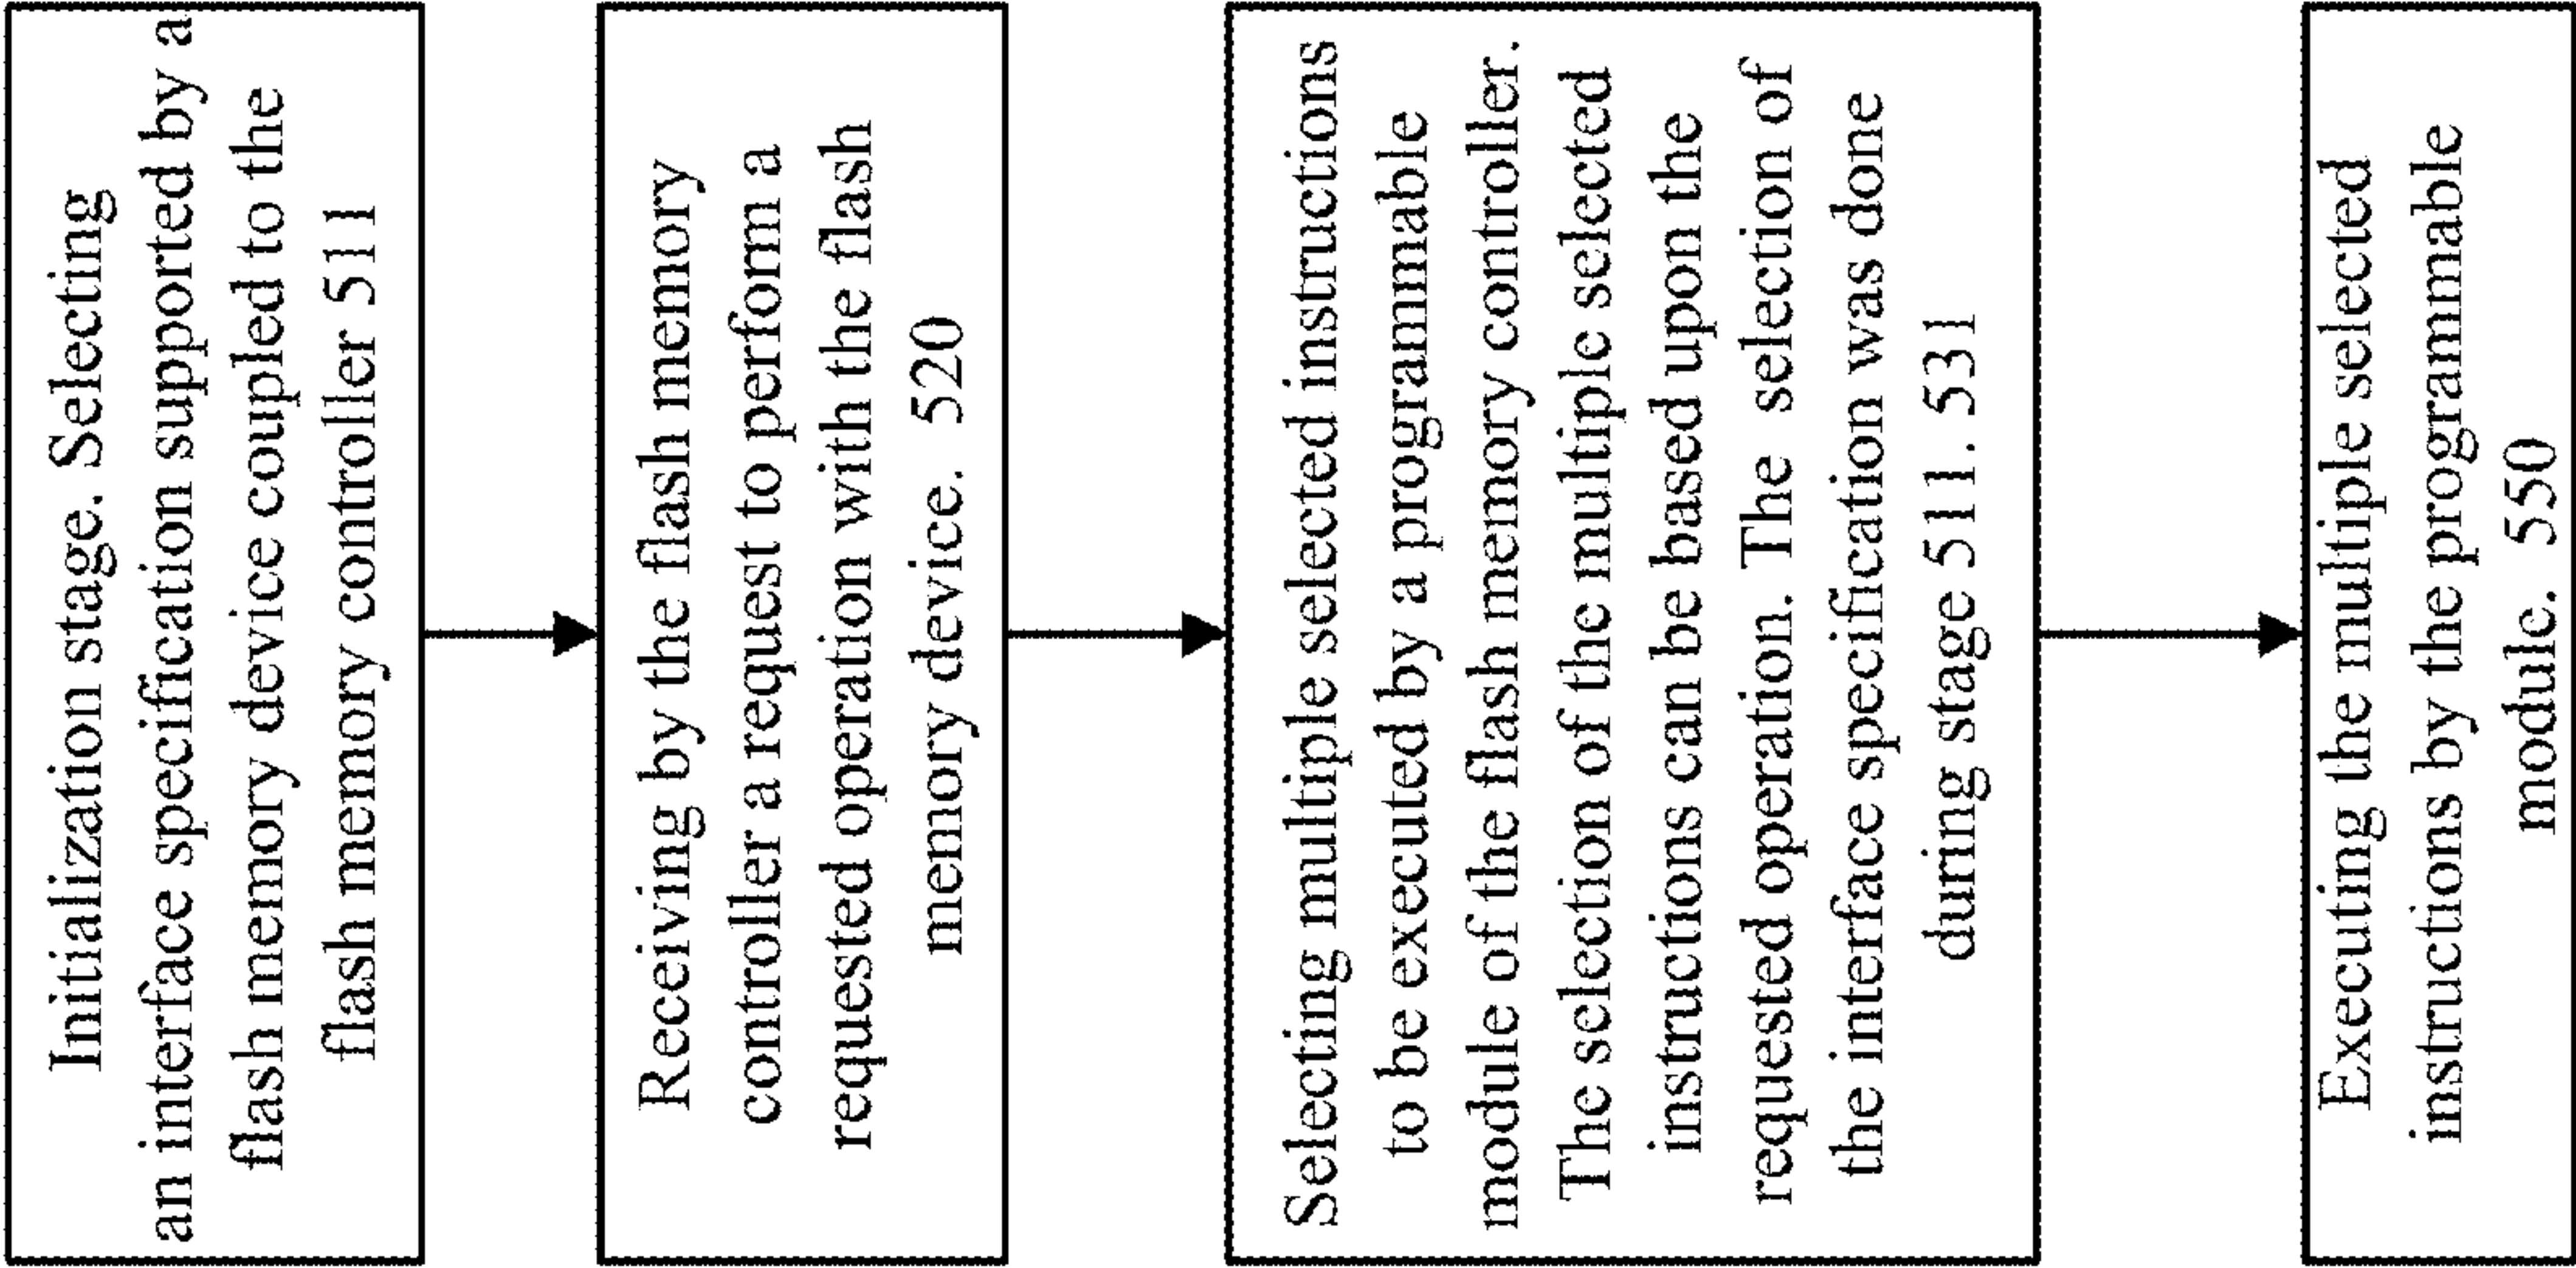 Initialization stage. Selecting
an interface specification supported by a
flash memory device coupled to the
flash memory controller 511
Receiving by the flash memory
controller a request to perform a
requested operation with the flash
memory device. 520
Selecting multiple selected instructions
to be executed by a programmable
module of the flash memory controller.
The selection of the multiple selected
instructions can be based upon the
requested operation. The selection of
the interface specification was done
during stage 511. 531
Executing the multiple selected
instructions by the programmable
module. 550